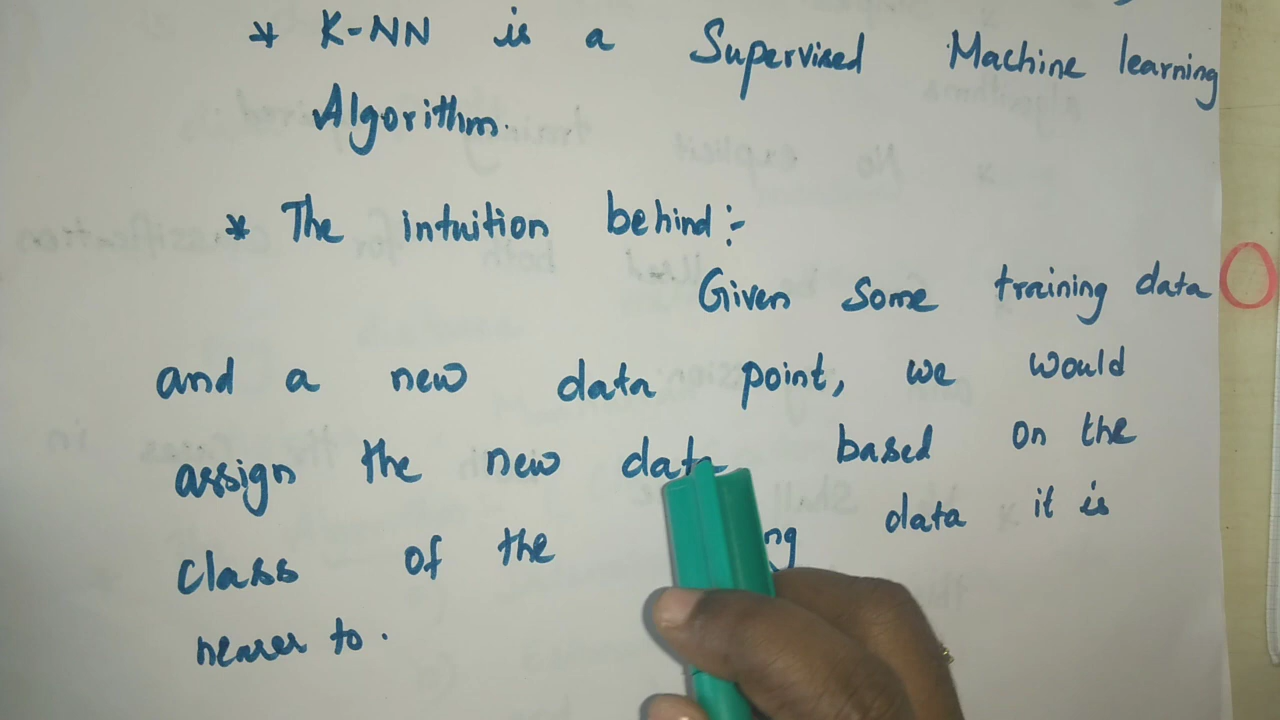 * K-NN is a Supervised Machine learning
Algorithm.
* The intuition behind :-
Given some training data
and a new data point, we would
assign the new data based on the
class of the data it is
nearer to.